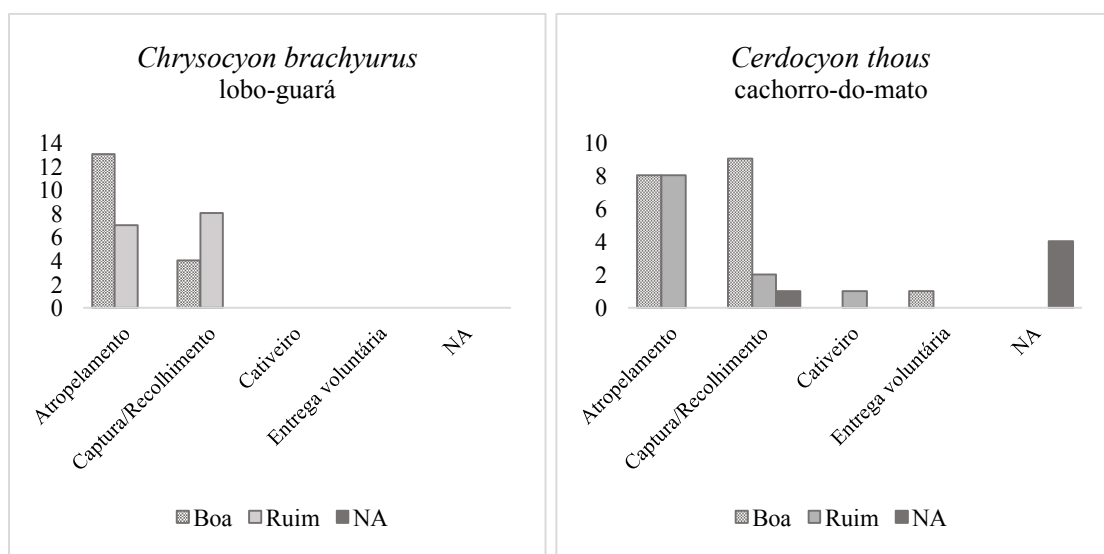 Chrysocyon brachyurus
lobo-guará
14
12
10
8
6
4
2
0
Atropelamento
Captura/Recolhimento
Cativeiro
Entrega voluntária
NA
Boa Ruim NA
Cerdocyon thous
cachorro-do-mato
10
8
6
4
2
0
Atropelamento
Captura/Recolhimento
Cativeiro
Entrega voluntária
NA
Boa Ruim NA